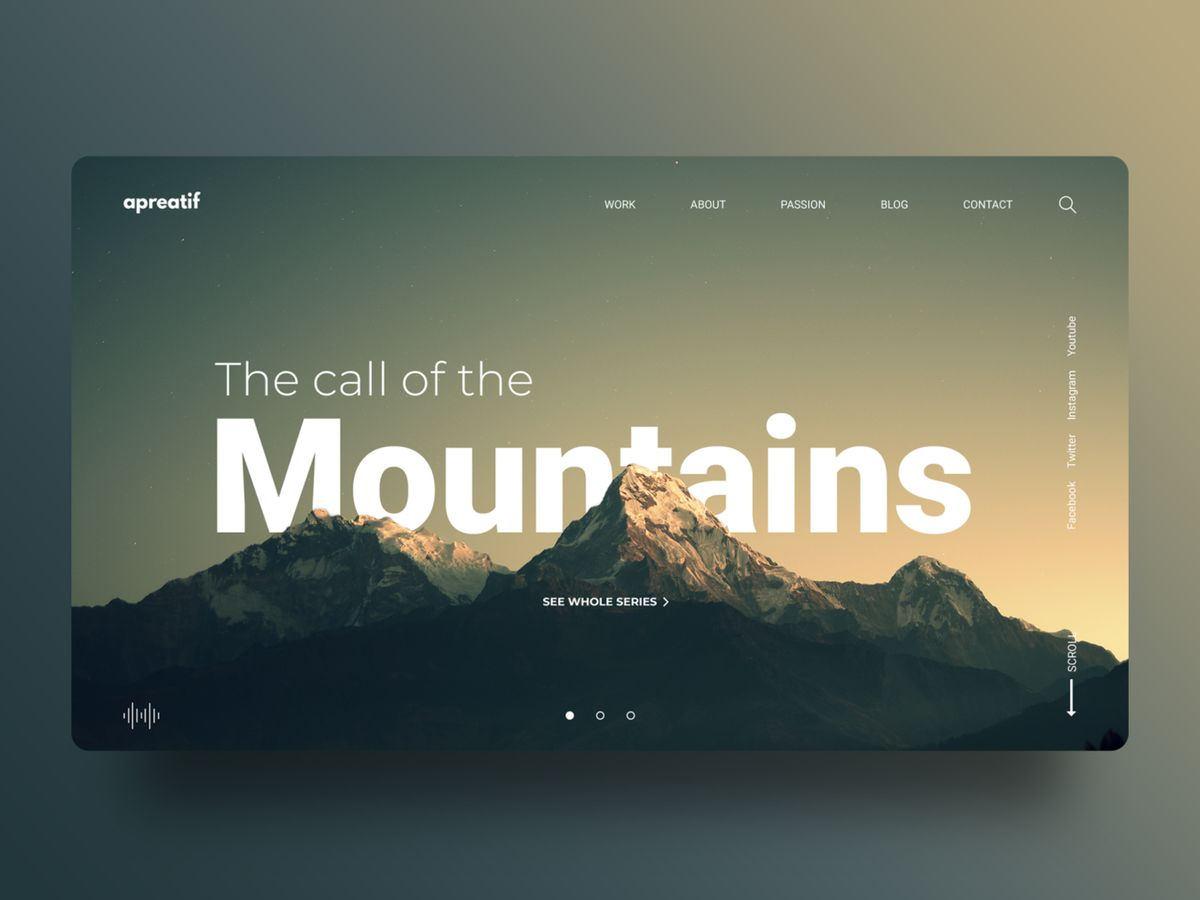 apreatif
WORK ABOUT PASSION BLOG CONTACT
The call of the
Mountains
Facebook Twitter Instagram Youtube
SEE WHOLE SERIES
SCROLL